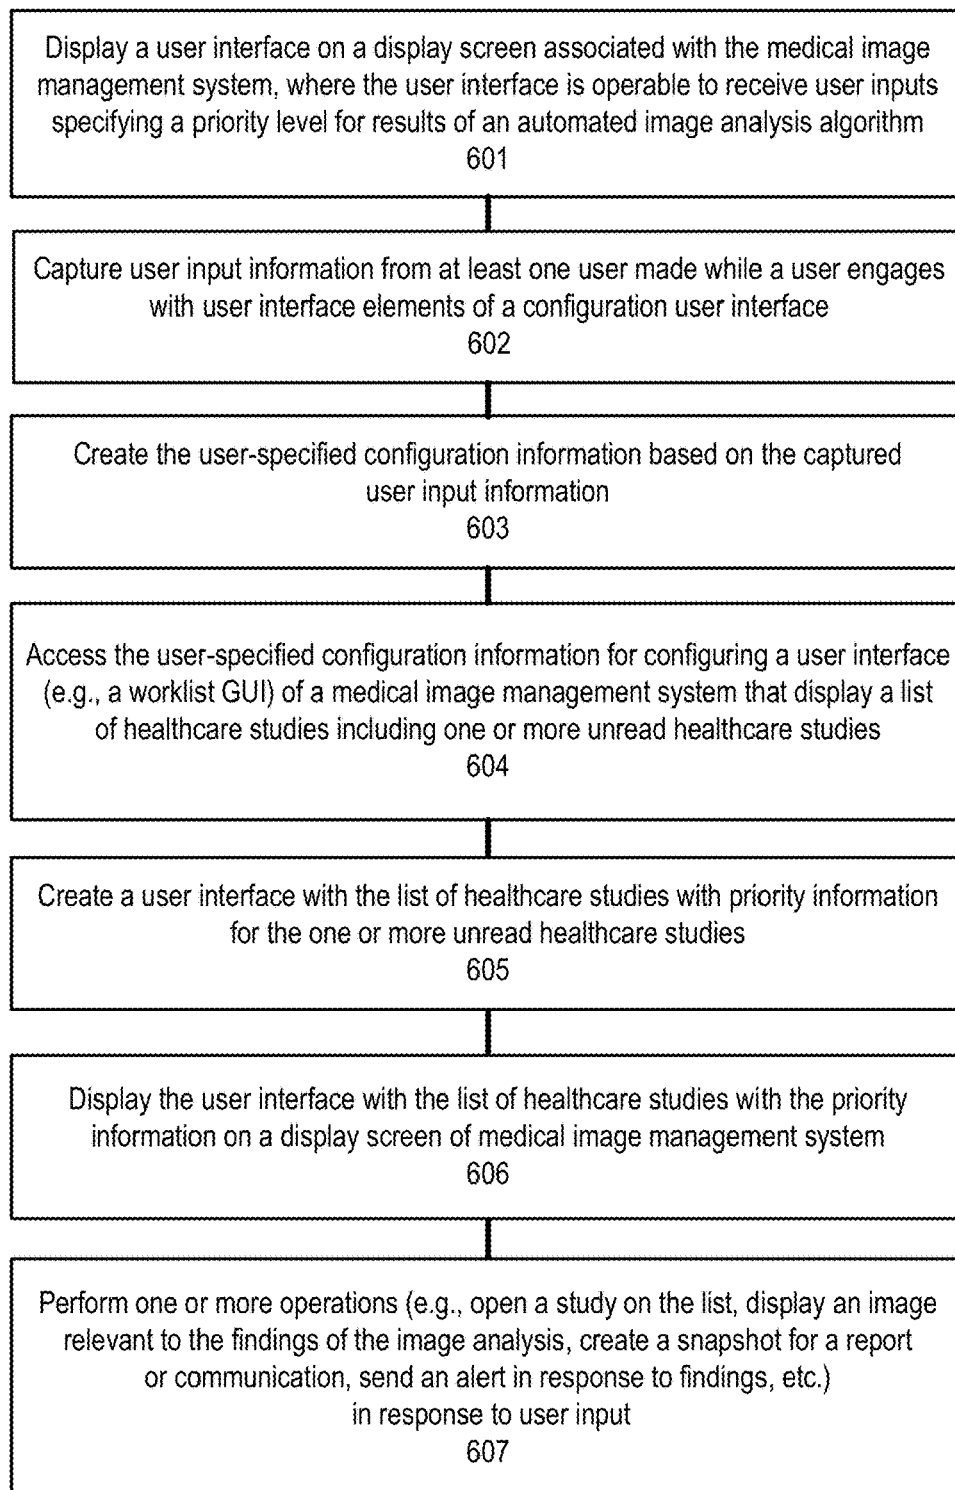 Display a user interface on a display screen associated with the medical image
management system, where the user interface is operable to receive user inputs
specifying a priority level for results of an automated image analysis algorithm
601
Capture user input information from at least one user made while a user engages
with user interface elements of a configuration user interface
602
Create the user-specified configuration information based on the captured
user input information
603
Access the user-specified configuration information for configuring a user interface
(e.g., a worklist GUI) of a medical image management system that display a list
of healthcare studies including one or more unread healthcare studies
604
Create a user interface with the list of healthcare studies with priority information
for the one or more unread healthcare studies
605
Display the user interface with the list of healthcare studies with the priority
information on a display screen of medical image management system
606
Perform one or more operations (e.g., open a study on the list, display an image
relevant to the findings of the image analysis, create a snapshot for a report
or communication, send an alert in response to findings, etc.)
in response to user input
607